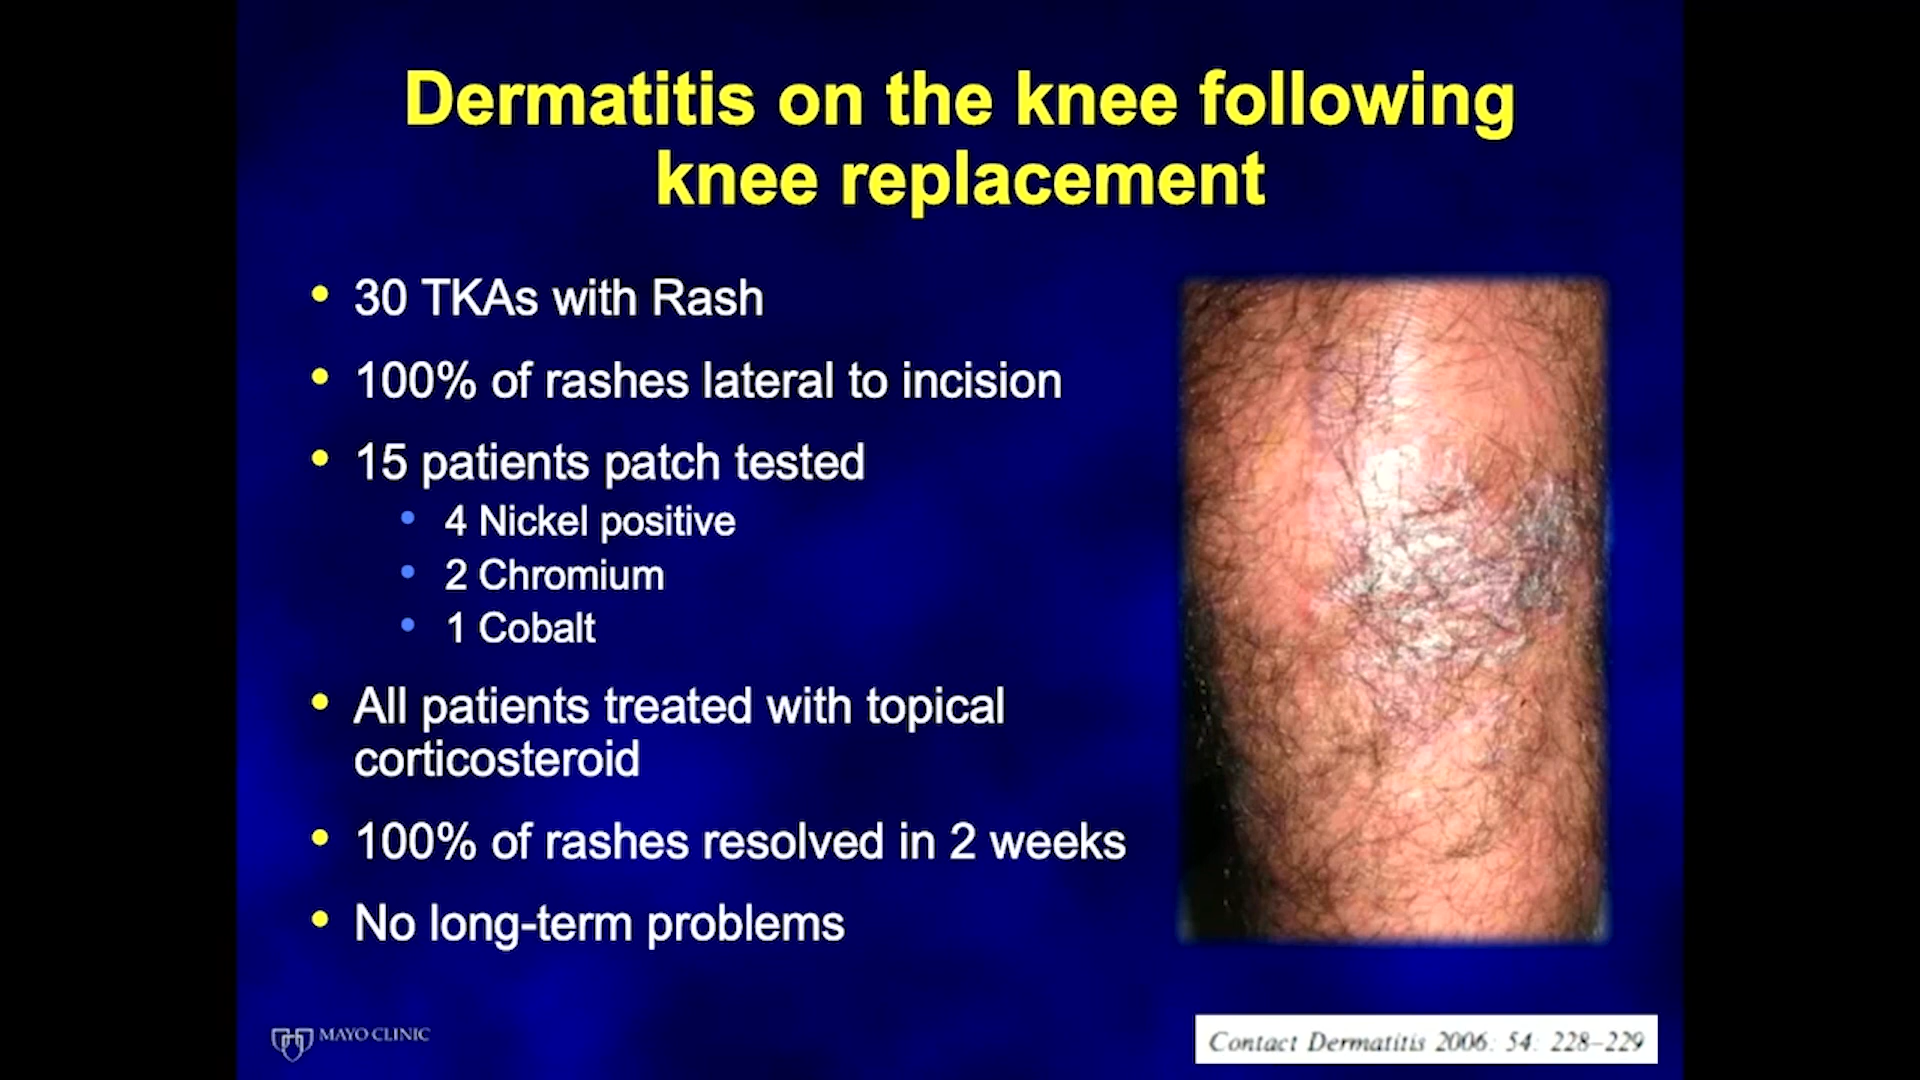 Dermatitis on the knee following
knee replacement
• 30 TKAs with Rash
• 100% of rashes lateral to incision
• 15 patients patch tested
• 4 Nickel positive
• 2 Chromium
• 1 Cobalt
• All patients treated with topical
corticosteroid
• 100% of rashes resolved in 2 weeks
• No long-term problems
MAYO CLINIC
Contact Dermatitis 2006: 54: 228–229